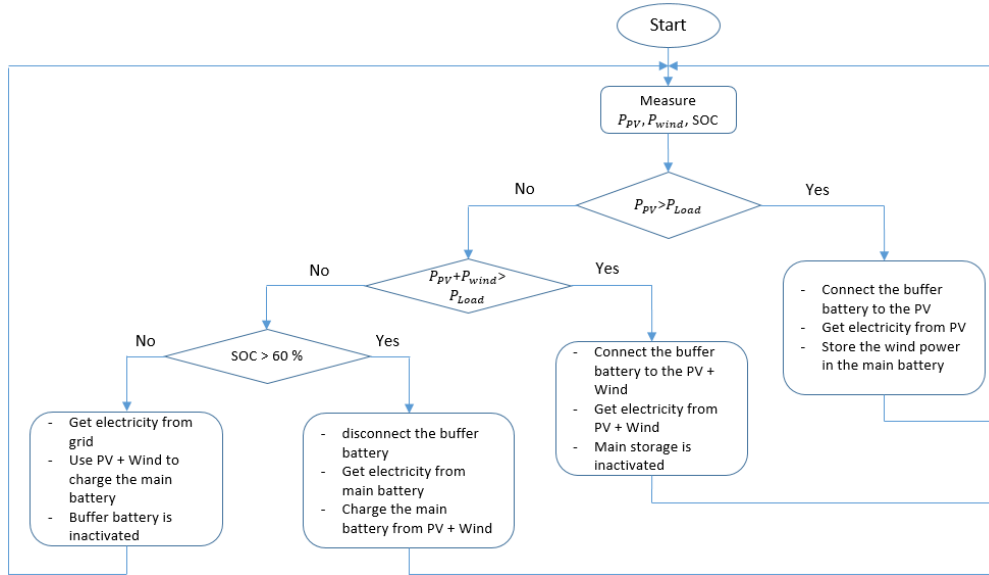 Start
Measure
P_PV, P_wind, SOC
P_PV>P_Load
No
Yes
P_PV+P_wind>
P_Load
No
Yes
SOC > 60 %
No
Yes
- Connect the buffer
battery to the PV
- Get electricity from PV
- Store the wind power
in the main battery
- Connect the buffer
battery to the PV +
Wind
- Get electricity from
PV + Wind
- Main storage is
inactivated
- Get electricity from
grid
- Use PV + Wind to
charge the main
battery
- Buffer battery is
inactivated
- disconnect the buffer
battery
- Get electricity from
main battery
- Charge the main
battery from PV + Wind